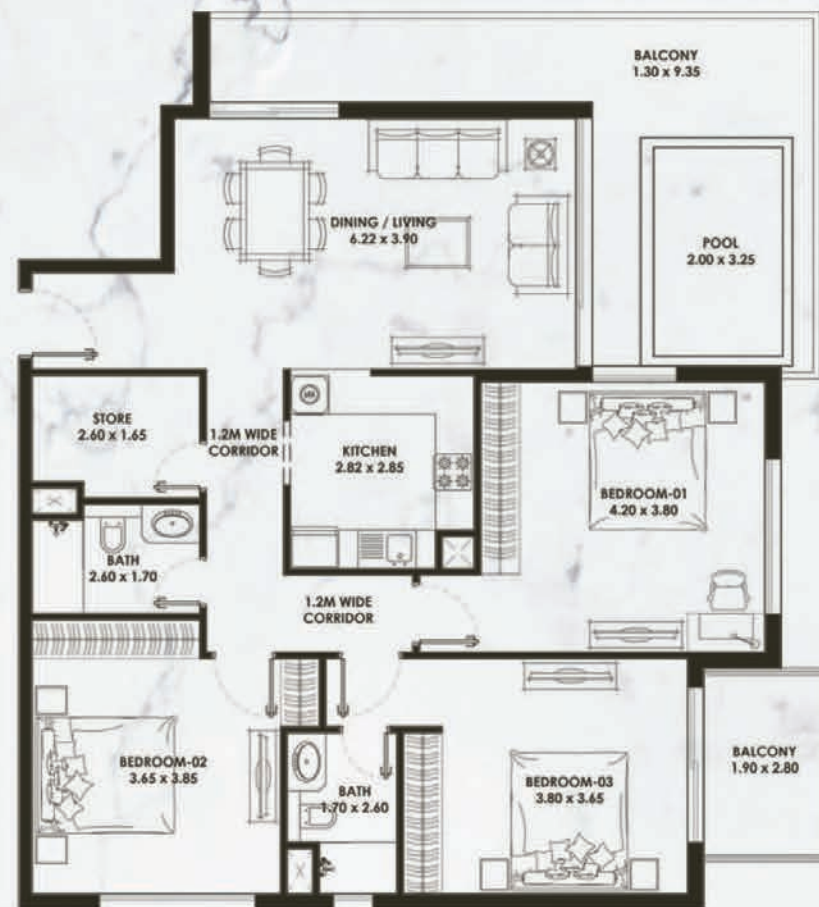 BALCONY
1.30 x 9.35
DINING / LIVING
6.22 x 3.90
POOL
2.00 x 3.25
STORE
2.60 x 1.65
1.2M WIDE
CORRIDOR
KITCHEN
2.82 x 2.85
BEDROOM-01
4.20 x 3.80
BATH
2.60 x 1.70
1.2M WIDE
CORRIDOR
BEDROOM-02
3.65 x 3.85
BATH
1.70 x 2.60
BEDROOM-03
3.80 x 3.65
BALCONY
1.90 x 2.80